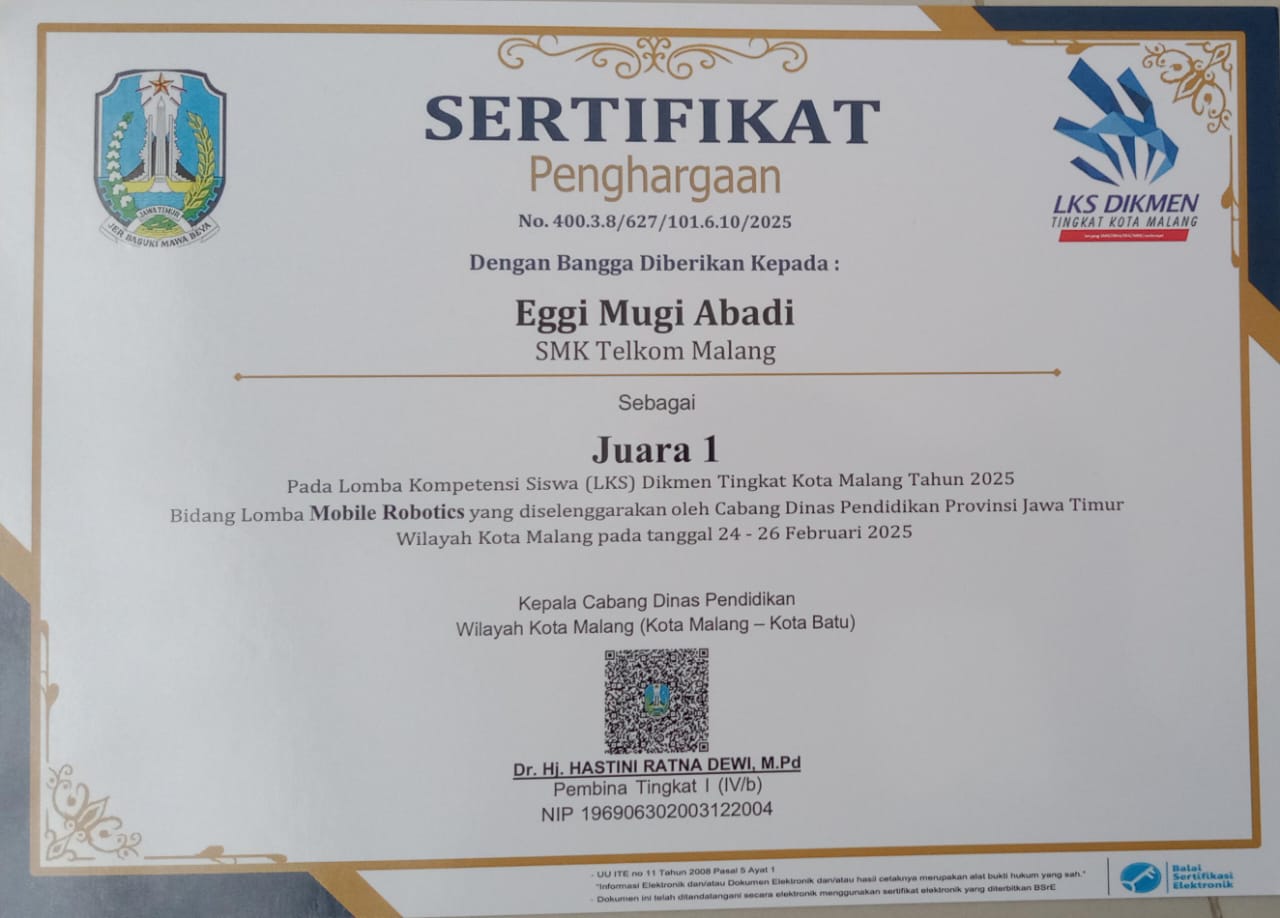 SERTIFIKAT
Penghargaan
No. 400.3.8/627/101.6.10/2025
Dengan Bangga Diberikan Kepada :
Eggi Mugi Abadi
SMK Telkom Malang
Sebagai
Juara 1
Pada Lomba Kompetensi Siswa (LKS) Dikmen Tingkat Kota Malang Tahun 2025
Bidang Lomba Mobile Robotics yang diselenggarakan oleh Cabang Dinas Pendidikan Provinsi Jawa Timur
Wilayah Kota Malang pada tanggal 24 - 26 Februari 2025
Kepala Cabang Dinas Pendidikan
Wilayah Kota Malang (Kota Malang – Kota Batu)
Dr. Hj. HASTINI RATNA DEWI, M.Pd
Pembina Tingkat I (IV/b)
NIP 196906302003122004
JAWA TIMUR
JER BASUKI MAWA BEYA
LKS DIKMEN
TINGKAT KOTA MALANG
- UU ITE no 11 Tahun 2008 Pasal 5 Ayat 1
"Informasi Elektronik dan/atau Dokumen Elektronik dan/atau hasil cetaknya merupakan alat bukti hukum yang sah."
- Dokumen ini telah ditandatangani secara elektronik menggunakan sertifikat elektronik yang diterbitkan BSrE
Balai
Sertifikasi
Elektronik